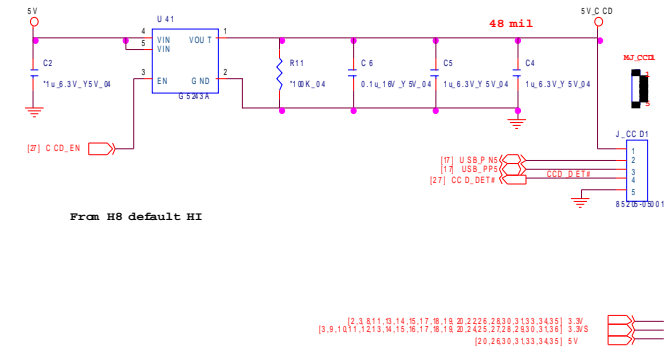 5V
U41
48 mil
5V_CCD
4 VIN VOUT 1
5 VIN
3 EN GND 2
G5243A
C2
*1u_6.3V_Y5V_04
R11
*100K_04
C6
0.1u_16V_Y5V_04
C5
1u_6.3V_Y5V_04
C4
1u_6.3V_Y5V_04
MJ_CCD1
1
5
[27] CCD_EN
J_CCD1
[17] USB_PN5
[17] USB_PP5
[27] CCD_DET#
CCD_DET#
1
2
3
4
5
85205-05001
From H8 default HI
[2,3,8,11,13,14,15,17,18,19,20,22,26,28,30,31,33,34,35] 3.3V
[3,9,10,11,12,13,14,15,16,17,18,19,20,24,25,27,28,29,30,31,36] 3.3VS
[20,26,30,31,33,34,35] 5V